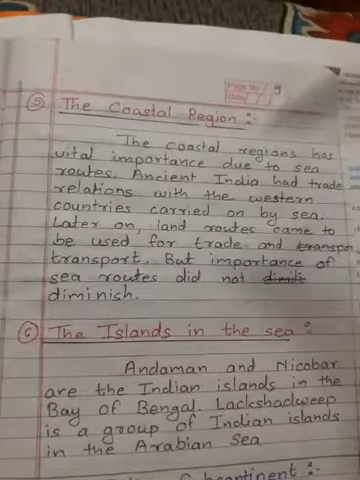 Page No. 9
Date / /
⑤ The Coastal Region :-
The coastal regians has
vital importance due to sea
routes. Ancient India had trade
relations with the western
countries carried on by sea.
Later on, land routes came to
be used for trade and transpor
transport. But importance of
sea routes did not dimili
diminish.
⑥ The Islands in the sea :
Andaman and Nicobar
are the Indian islands in the
Bay of Bengal. Lackshadweep
is a group of Indian islands
in the Arabian sea
Subcontinent :-